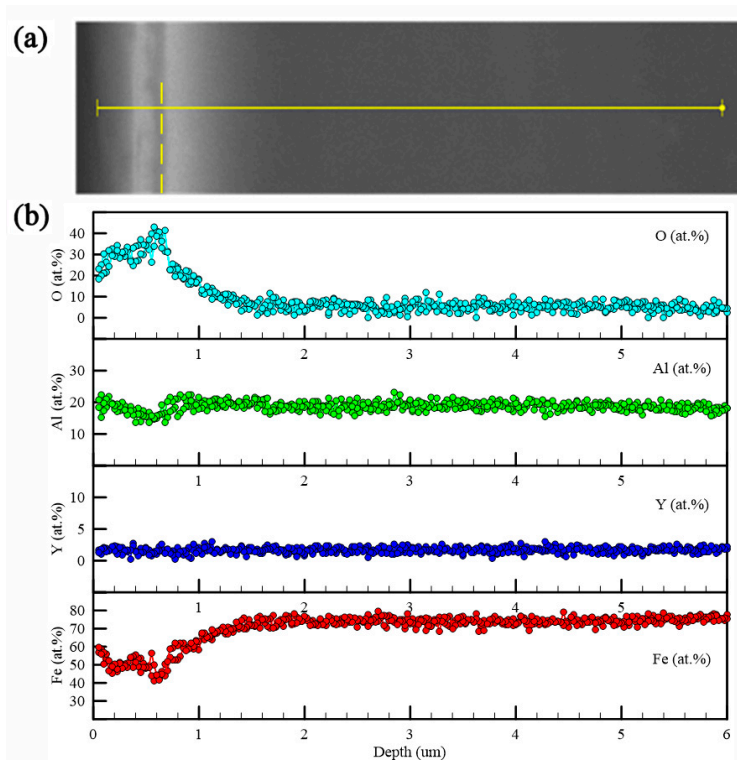 (a)
(b)
40
30
20
10
0
O (at.%)
O (at.%)
1 2 3 4 5
30
20
10
Al (at.%)
Al (at.%)
1 2 3 4 5
10
5
0
Y (at.%)
Y (at.%)
1 2 3 4 5
80
70
60
50
40
30
Fe (at.%)
Fe (at.%)
0 1 2 3 4 5 6
Depth (um)